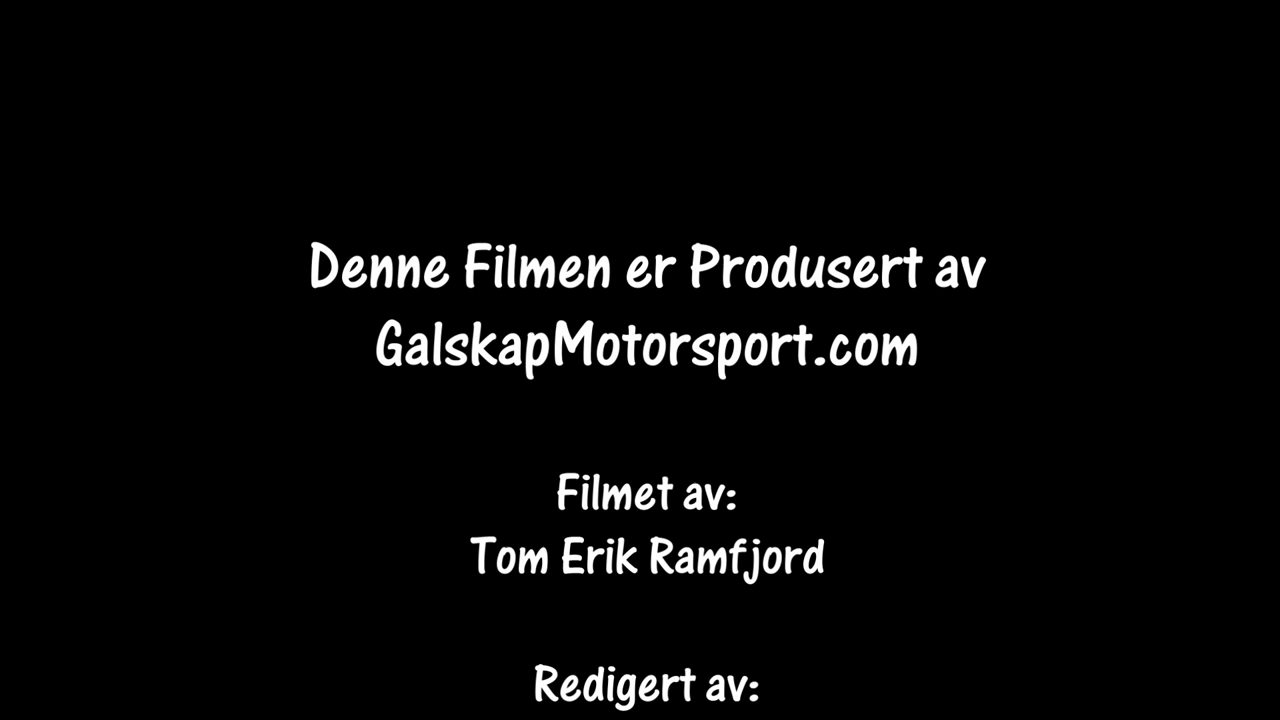 Denne Filmen er Produsert av
GalskapMotorsport.com
Filmet av:
Tom Erik Ramfjord
Redigert av: